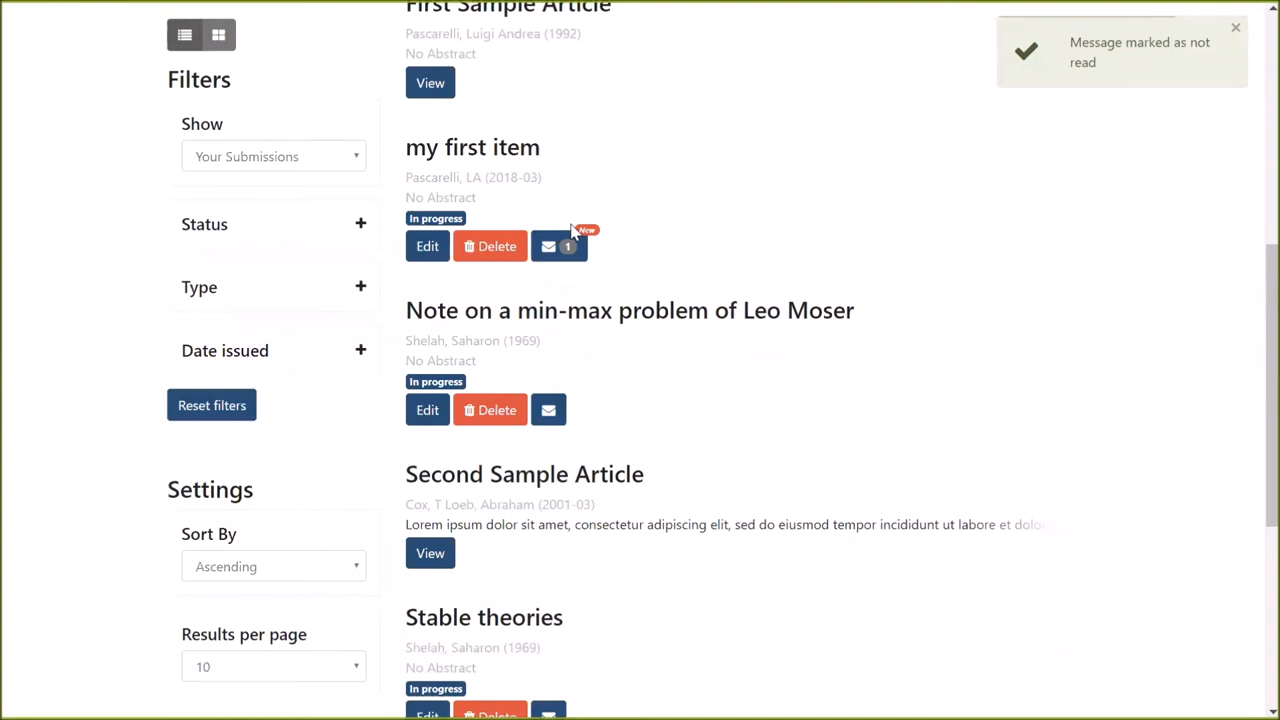 First Sample Article
Pascarelli, Luigi Andrea (1992)
No Abstract
View
Message marked as not
read
Filters
Show
Your Submissions
Status
Type
Date issued
Reset filters
Settings
Sort By
Ascending
Results per page
10
my first item
Pascarelli, LA (2018-03)
No Abstract
In progress
Edit
Delete
1
New
Note on a min-max problem of Leo Moser
Shelah, Saharon (1969)
No Abstract
In progress
Edit
Delete
Second Sample Article
Cox, T Loeb, Abraham (2001-03)
Lorem ipsum dolor sit amet, consectetur adipiscing elit, sed do eiusmod tempor incididunt ut labore et dolo
View
Stable theories
Shelah, Saharon (1969)
No Abstract
In progress
Edit
Delete